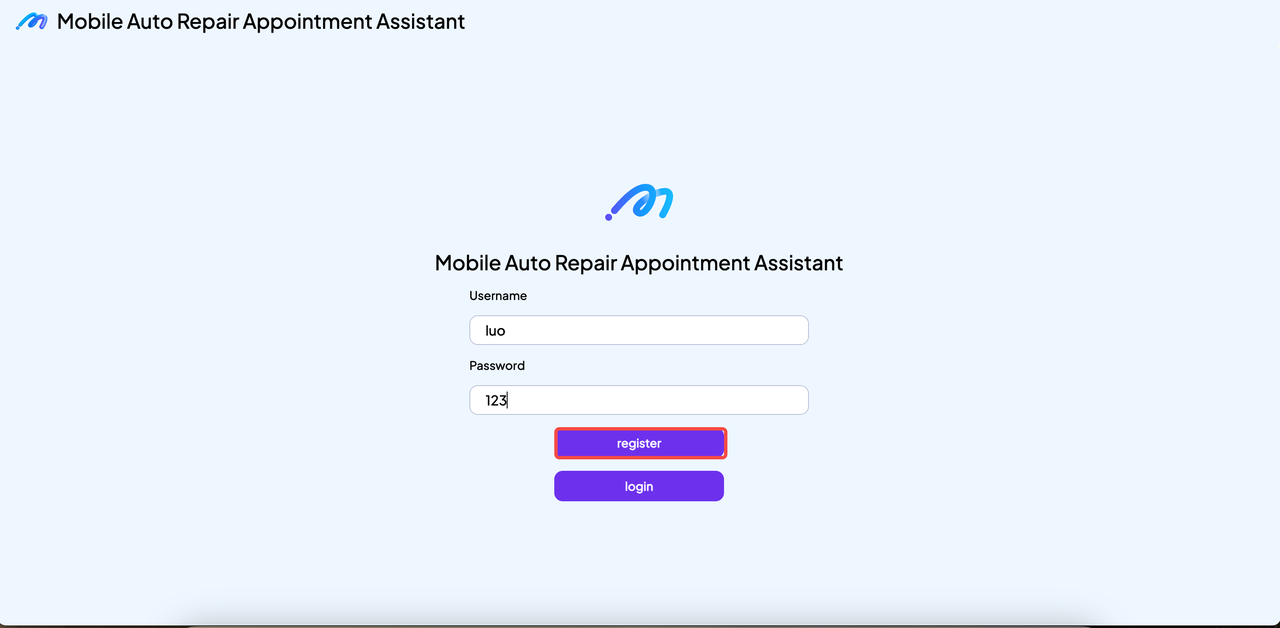 Mobile Auto Repair Appointment Assistant
Mobile Auto Repair Appointment Assistant
Username
luo
Password
123
register
login